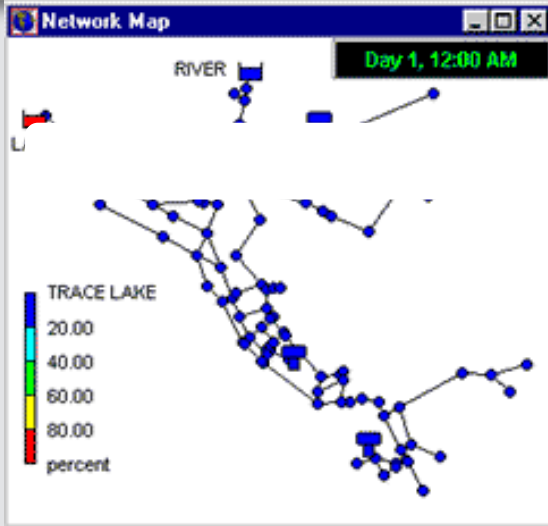 Network Map
Day 1, 12:00 AM
RIVER
TRACE LAKE
20.00
40.00
60.00
80.00
percent